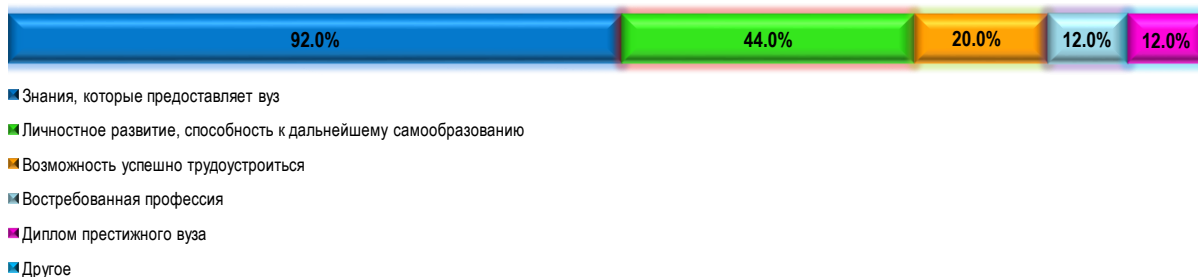 92.0% 44.0% 20.0% 12.0% 12.0%
Знания, которые предоставляет вуз
Личностное развитие, способность к дальнейшему самообразованию
Возможность успешно трудоустроиться
Востребованная профессия
Диплом престижного вуза
Другое